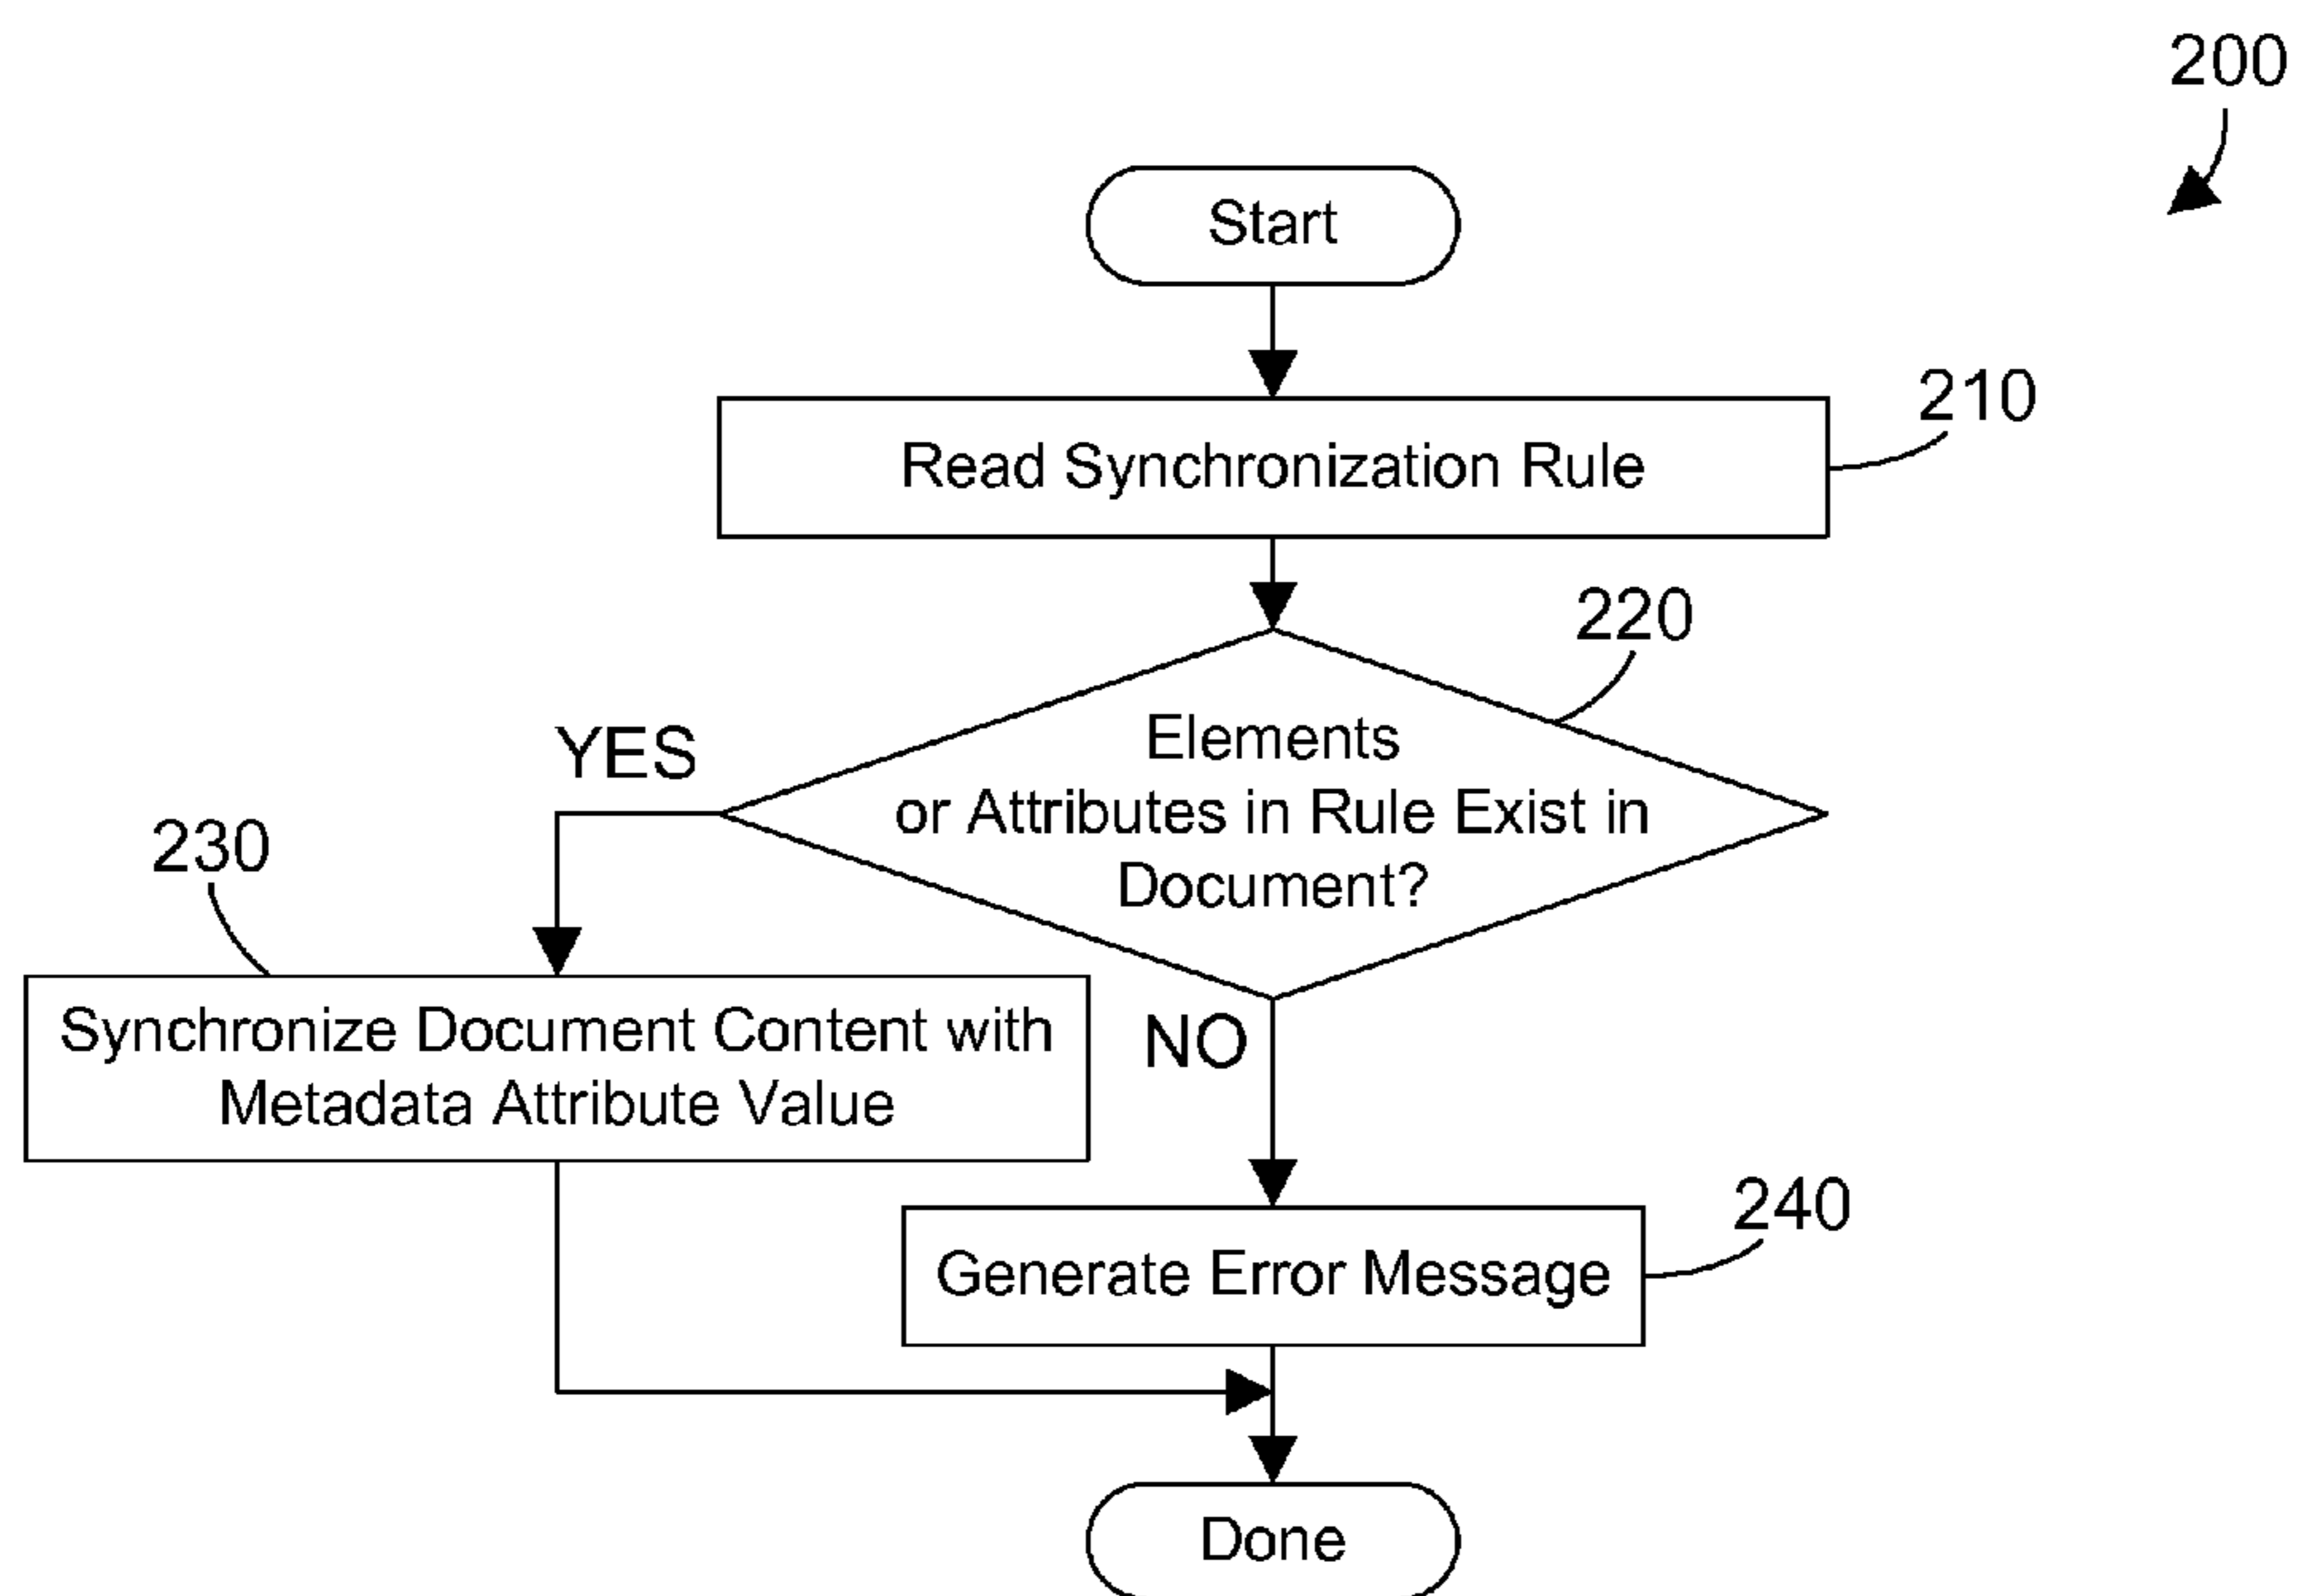 200
Start
210
Read Synchronization Rule
220
Elements
or Attributes in Rule Exist in
Document?
YES
230
Synchronize Document Content with
Metadata Attribute Value
NO
240
Generate Error Message
Done